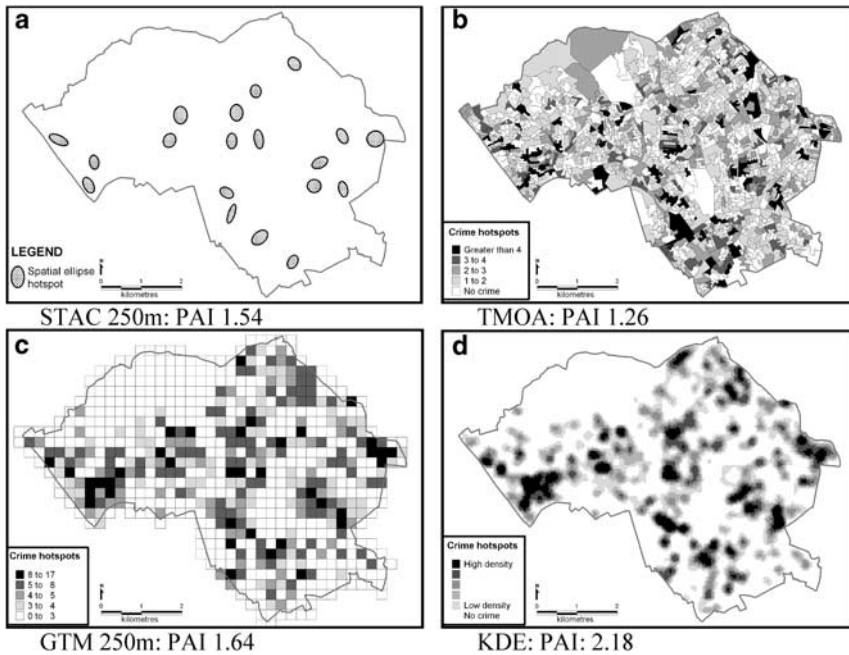 a
LEGEND
Spatial ellipse
hotspot
N
0 1 2
kilometres
STAC 250m: PAI 1.54
b
Crime hotspots
Greater than 4
3 to 4
2 to 3
1 to 2
No crime
N
0 1 2
kilometres
TMOA: PAI 1.26
c
Crime hotspots
8 to 17
5 to 8
4 to 5
3 to 4
0 to 3
N
0 1 2
kilometres
GTM 250m: PAI 1.64
d
Crime hotspots
High density
Low density
No crime
N
0 1 2
kilometres
KDE: PAI: 2.18